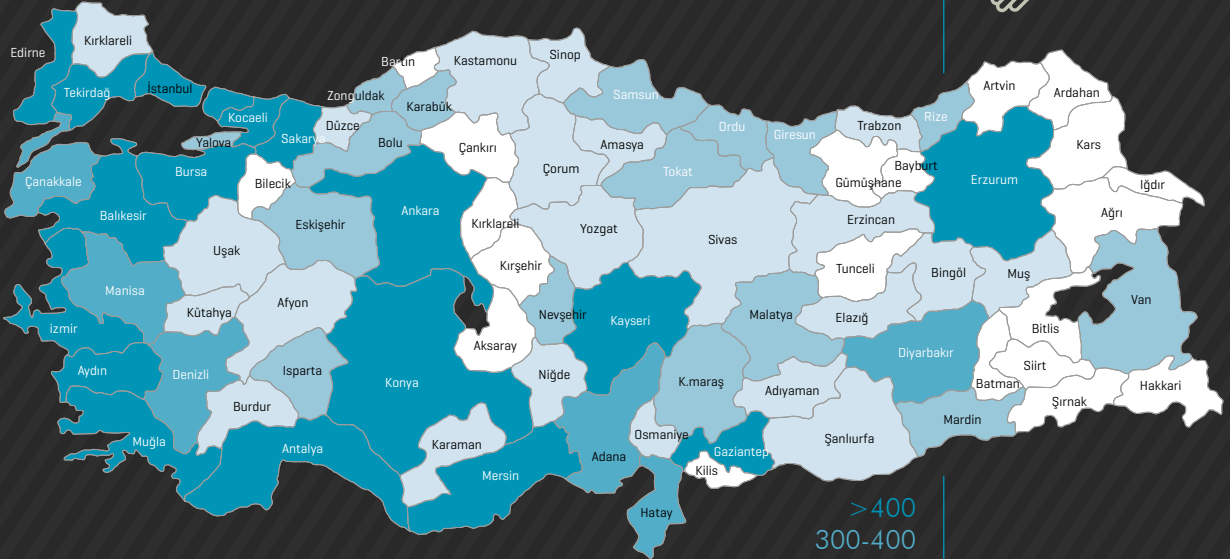 Kırklareli
Edirne
Tekirdağ
İstanbul
Bartın
Kastamonu
Sinop
Zonguldak
Karabük
Samsun
Kocaeli
Düzce
Sakarya
Yalova
Bolu
Çankırı
Amasya
Ordu
Giresun
Trabzon
Rize
Artvin
Ardahan
Kars
Iğdır
Çanakkale
Bursa
Bilecik
Çorum
Tokat
Gümüşhane
Bayburt
Erzurum
Ağrı
Balıkesir
Eskişehir
Ankara
Kırklareli
Yozgat
Sivas
Erzincan
Uşak
Kırşehir
Tunceli
Bingöl
Muş
Manisa
Kütahya
Afyon
Nevşehir
Kayseri
Malatya
Elazığ
Van
izmir
Aksaray
Bitlis
Aydın
Denizli
Isparta
Konya
Niğde
K.maraş
Adıyaman
Diyarbakır
Siirt
Batman
Hakkari
Şırnak
Burdur
Muğla
Antalya
Karaman
Mersin
Adana
Osmaniye
Gaziantep
Kilis
Şanlıurfa
Mardin
Hatay
>400
300-400